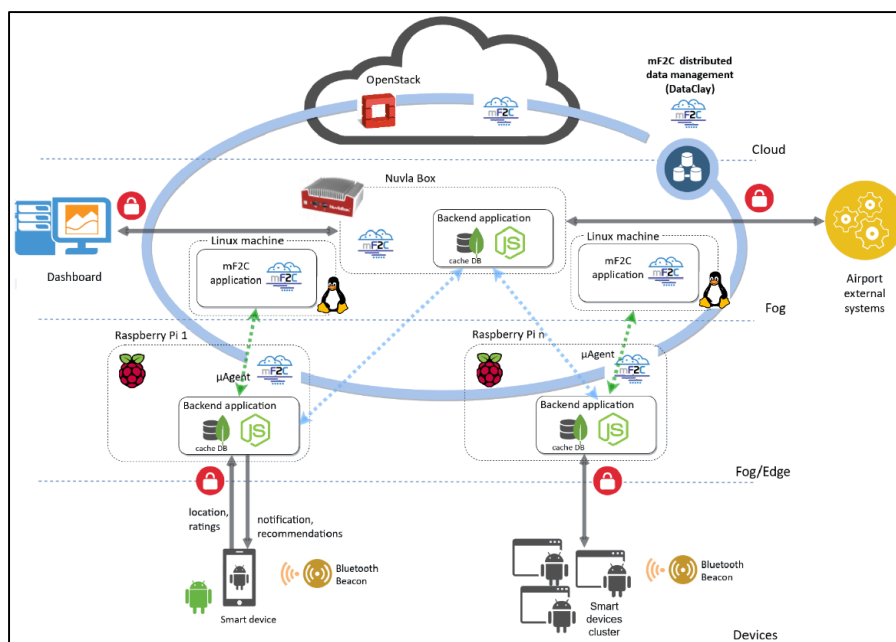 OpenStack
mF2C
mF2C distributed
data management
(DataClay)
mF2C
Cloud
Nuvla Box
Dashboard
mF2C
Backend application
cache DB
JS
Linux machine
mF2C
application
mF2C
Linux machine
mF2C
application
mF2C
Airport
external
systems
Fog
Raspberry Pi 1
mF2C
µAgent
Backend application
cache DB
JS
Raspberry Pi n
µAgent
mF2C
Backend application
cache DB
JS
Fog/Edge
location,
ratings
notification,
recommendations
Bluetooth
Beacon
Smart device
Smart
devices
cluster
Bluetooth
Beacon
Devices